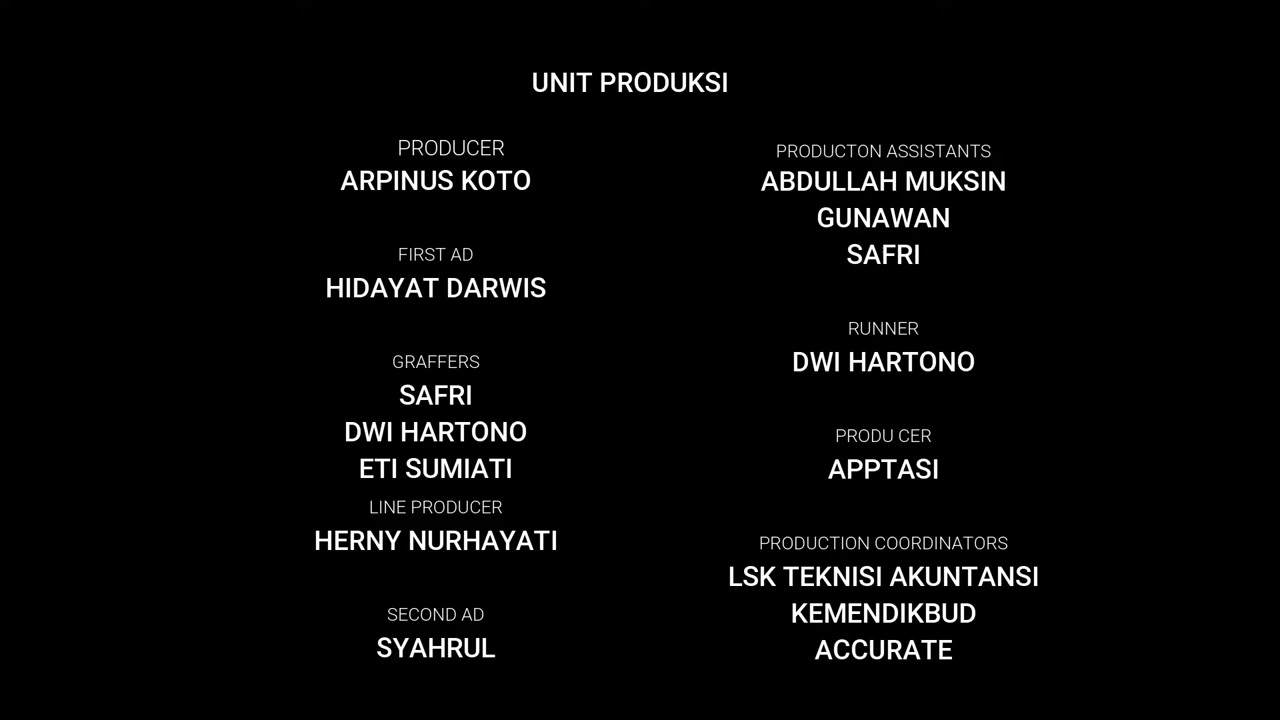 UNIT PRODUKSI
PRODUCER
ARPINUS KOTO
FIRST AD
HIDAYAT DARWIS
GRAFFERS
SAFRI
DWI HARTONO
ETI SUMIATI
LINE PRODUCER
HERNY NURHAYATI
SECOND AD
SYAHRUL
PRODUCTON ASSISTANTS
ABDULLAH MUKSIN
GUNAWAN
SAFRI
RUNNER
DWI HARTONO
PRODU CER
APPTASI
PRODUCTION COORDINATORS
LSK TEKNISI AKUNTANSI
KEMENDIKBUD
ACCURATE